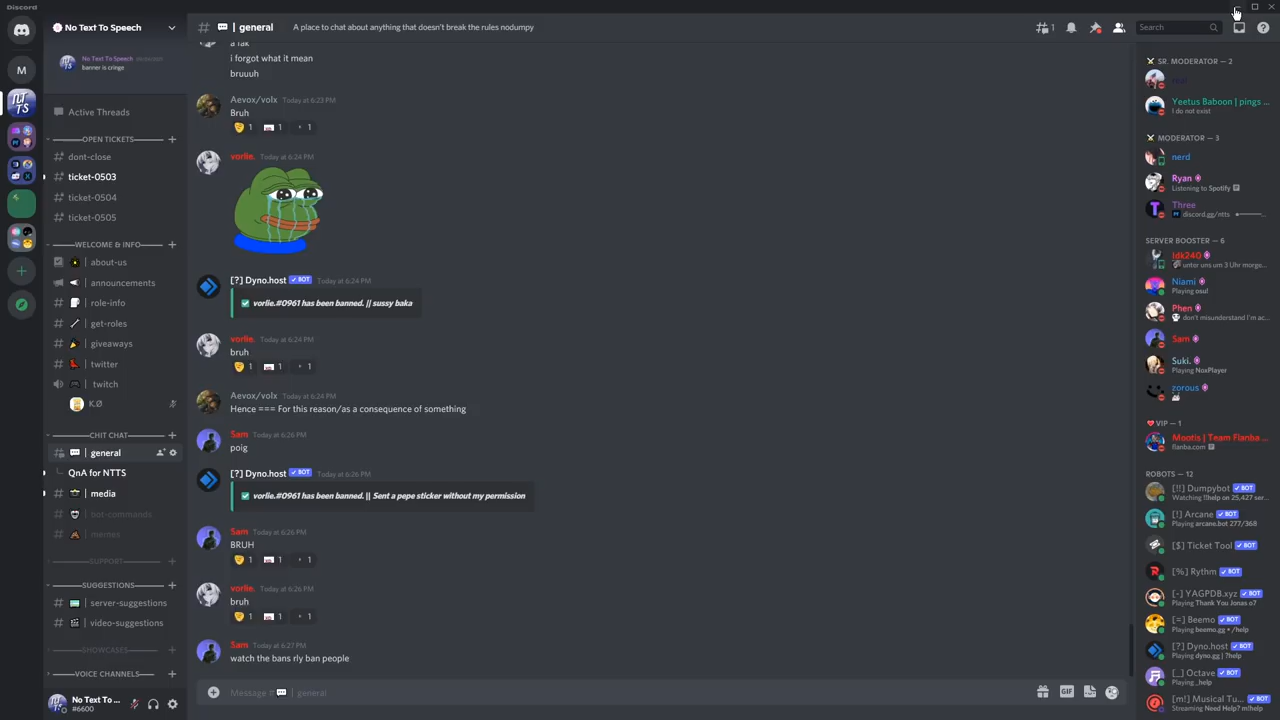 Discord
No Text To Speech
# | general
A place to chat about anything that doesn't break the rules nodumpy
1
Search
No Text To Speech
banner is cringe
Active Threads
OPEN TICKETS
dont-close
ticket-0503
ticket-0504
ticket-0505
WELCOME & INFO
about-us
announcements
role-info
get-roles
giveaways
twitter
twitch
K.Ø
CHIT CHAT
| general
QnA for NTTS
| media
bot-commands
memes
SUPPORT
SUGGESTIONS
server-suggestions
video-suggestions
SHOWCASES
VOICE CHANNELS
No Text To
#6600
i forgot what it mean
bruuuh
Aevox/volx Today at 6:23 PM
Bruh
1 1 1
vorlie. Today at 6:24 PM
[?] Dyno.host BOT Today at 6:24 PM
vorlie.#0961 has been banned. || sussy baka
vorlie. Today at 6:24 PM
bruh
1 1 1
Aevox/volx Today at 6:24 PM
Hence === For this reason/as a consequence of something
Sam Today at 6:26 PM
poig
[?] Dyno.host BOT Today at 6:26 PM
vorlie.#0961 has been banned. || Sent a pepe sticker without my permission
Sam Today at 6:26 PM
BRUH
1 1 1
vorlie. Today at 6:26 PM
bruh
1 1 1
Sam Today at 6:27 PM
watch the bans rly ban people
Message # | general
GIF
SR. MODERATOR — 2
Yeetus Baboon | pings ...
I do not exist
MODERATOR — 3
nerd
Ryan
Listening to Spotify
Three
discord.gg/ntts
SERVER BOOSTER — 6
Idk240
unter uns um 3 Uhr morge...
Niami
Playing osu!
Phen
don't misunderstand I'm ac...
Sam
Suki.
Playing NoxPlayer
zorous
VIP — 1
Mootis | Team Flanba ...
flanba.com
ROBOTS — 12
[!!] Dumpybot BOT
Watching !!help on 25,427 ser...
[!] Arcane BOT
Playing arcane.bot 277/368
[$] Ticket Tool BOT
[%] Rythm BOT
[-] YAGPDB.xyz BOT
Playing Thank You Jonas o7
[=] Beemo BOT
Playing beemo.gg • /help
[?] Dyno.host BOT
Playing dyno.gg | ?help
[_] Octave BOT
Playing _help
[m!] Musical Tu... BOT
Streaming Need Help? m!help